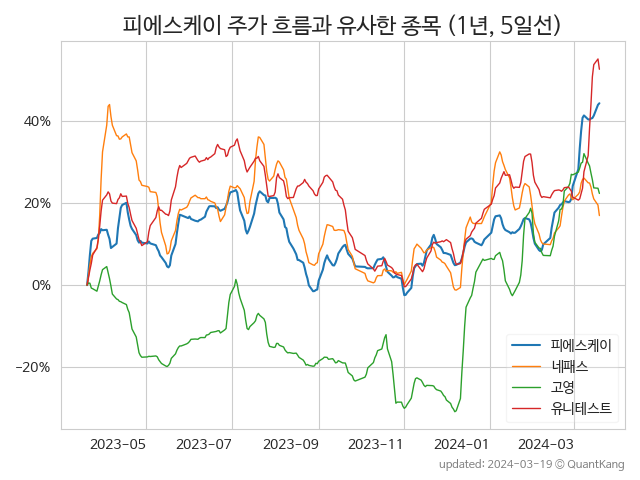 피에스케이 주가 흐름과 유사한 종목 (1년, 5일선)
40%
20%
0%
−20%
피에스케이
네패스
고영
유니테스트
2023-05
2023-07
2023-09
2023-11
2024-01
2024-03
updated: 2024-03-19 © QuantKang